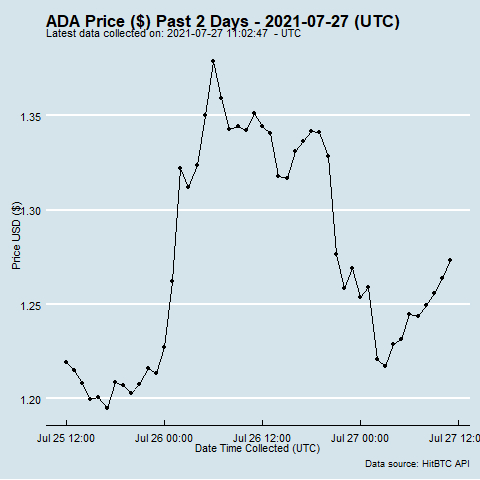 ADA Price ($) Past 2 Days - 2021-07-27 (UTC)
Latest data collected on: 2021-07-27 11:02:47 - UTC
Price USD ($)
1.35
1.30
1.25
1.20
Jul 25 12:00 Jul 26 00:00 Jul 26 12:00 Jul 27 00:00 Jul 27 12:00
Date Time Collected (UTC)
Data source: HitBTC API